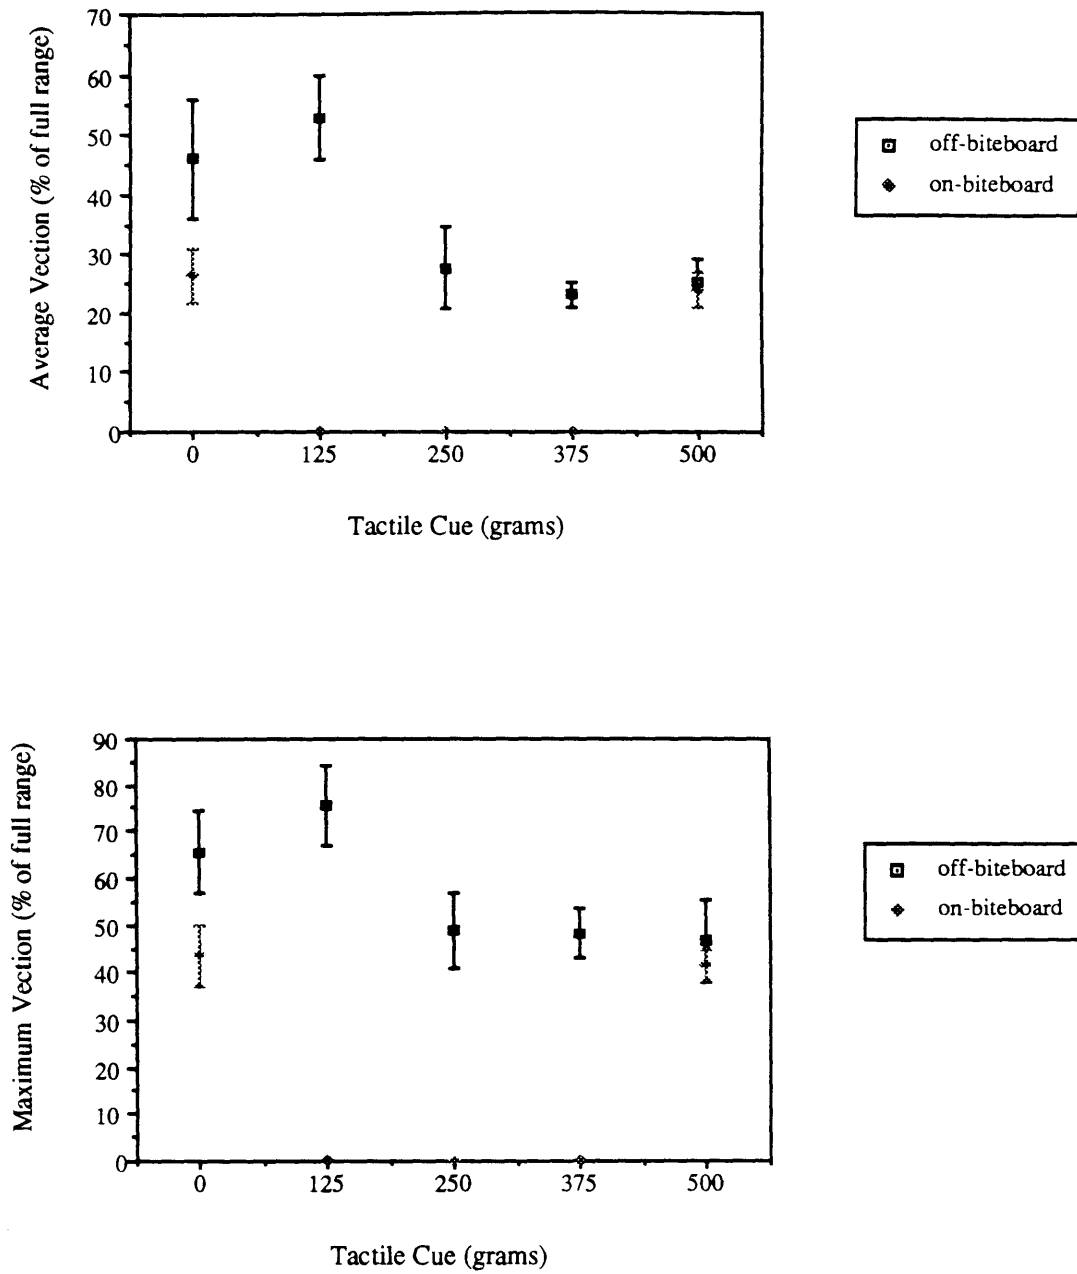 Average Vection (% of full range)
70
60
50
40
30
20
10
0
0 125 250 375 500
Tactile Cue (grams)
off-biteboard
on-biteboard
Maximum Vection (% of full range)
90
80
70
60
50
40
30
20
10
0
0 125 250 375 500
Tactile Cue (grams)
off-biteboard
on-biteboard